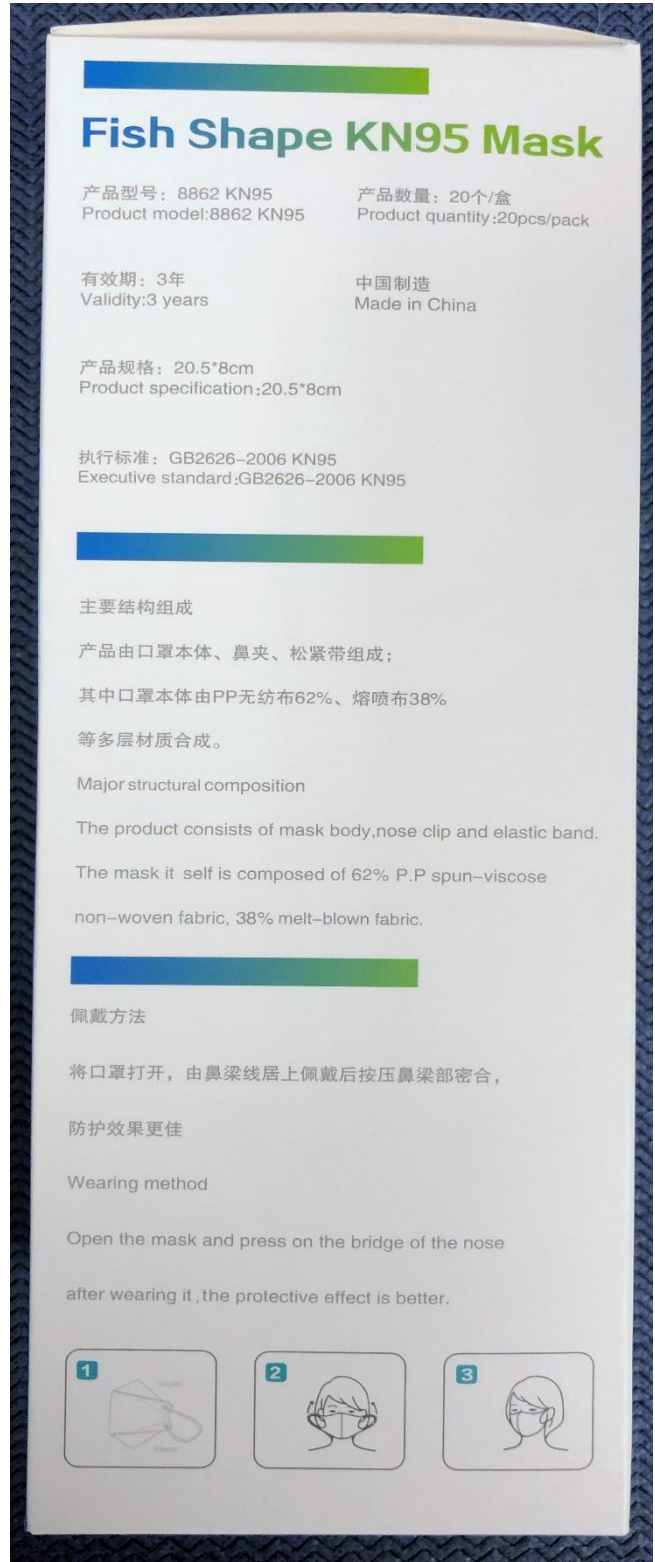 Fish Shape KN95 Mask
产品型号：8862 KN95
Product model:8862 KN95
产品数量：20个/盒
Product quantity:20pcs/pack
有效期：3年
Validity:3 years
中国制造
Made in China
产品规格：20.5*8cm
Product specification:20.5*8cm
执行标准：GB2626-2006 KN95
Executive standard:GB2626-2006 KN95
主要结构组成
产品由口罩本体、鼻夹、松紧带组成；
其中口罩本体由PP无纺布62%、熔喷布38%
等多层材质合成。
Major structural composition
The product consists of mask body,nose clip and elastic band.
The mask it self is composed of 62% P.P spun-viscose
non-woven fabric, 38% melt-blown fabric.
佩戴方法
将口罩打开，由鼻梁线居上佩戴后按压鼻梁部密合，
防护效果更佳
Wearing method
Open the mask and press on the bridge of the nose
after wearing it,the protective effect is better.
1
2
3